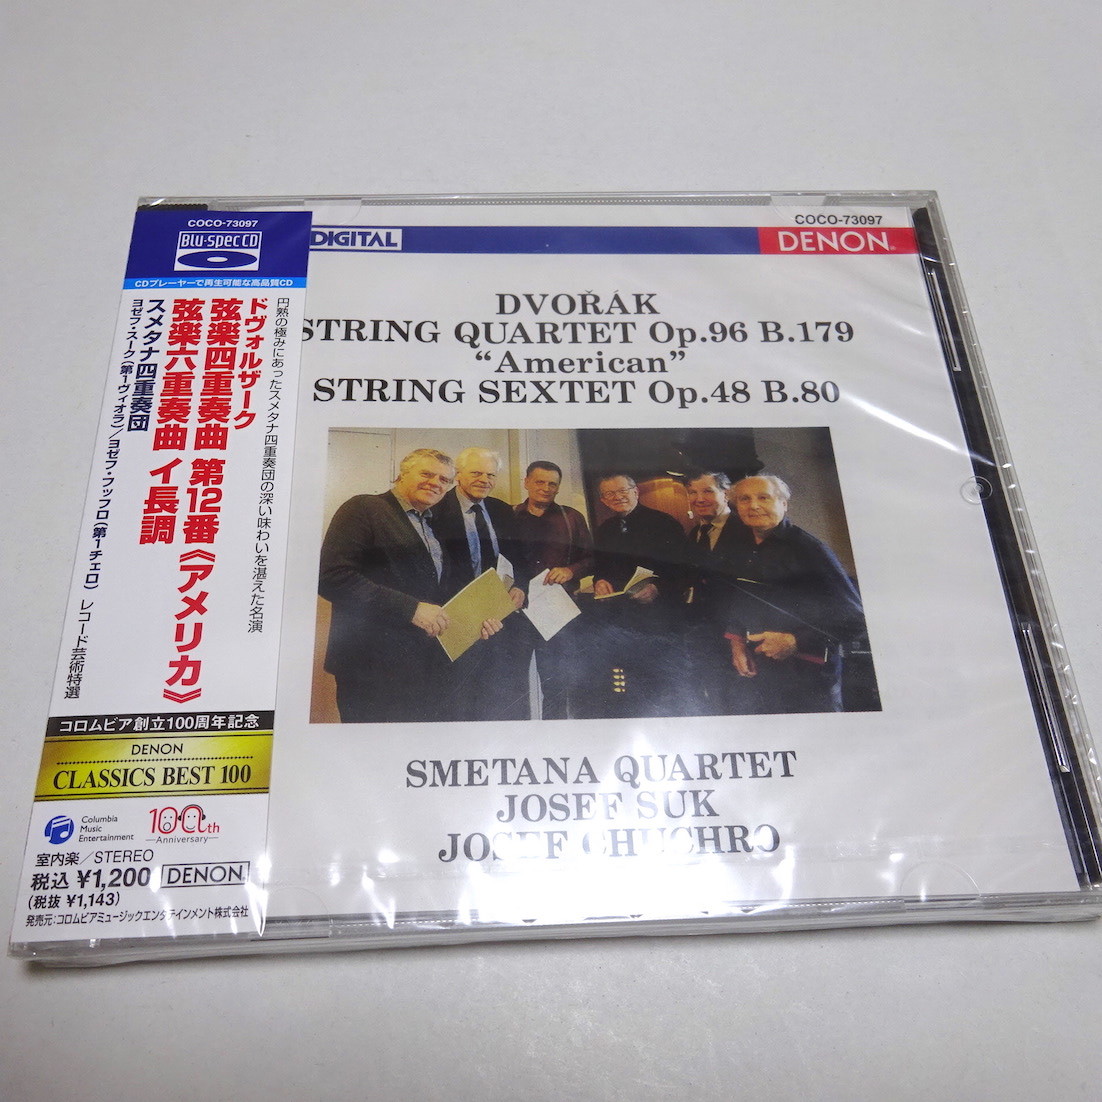 COCO-73097
Blu-spec CD
CDプレーヤーで再生可能な高品質CD
円熟の極みにあったスメタナ四重奏団の深い味わいを湛えた名演
ドヴォルザーク
弦楽四重奏曲 第12番《アメリカ》
弦楽六重奏曲 イ長調
スメタナ四重奏団
ヨゼフ・スーク(第1ヴィオラ)/ヨゼフ・フッフロ(第1チェロ) レコード芸術特選
コロムビア創立100周年記念
DENON
CLASSICS BEST 100
Columbia
Music
Entertainment
100th
Anniversary
室内楽/STEREO
税込 ¥1,200
(税抜 ¥1,143)
DENON
発売元:コロムビアミュージックエンタテインメント株式会社
COCO-73097
DIGITAL
DENON
DVOŘÁK
STRING QUARTET Op.96 B.179
“American”
STRING SEXTET Op.48 B.80
SMETANA QUARTET
JOSEF SUK
JOSEF CHUCHRO